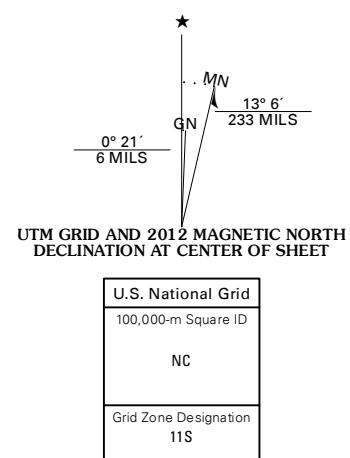 ★
MN
13° 6´
233 MILS
GN
0° 21´
6 MILS
UTM GRID AND 2012 MAGNETIC NORTH
DECLINATION AT CENTER OF SHEET
U.S. National Grid
100,000-m Square ID
NC
Grid Zone Designation
11S